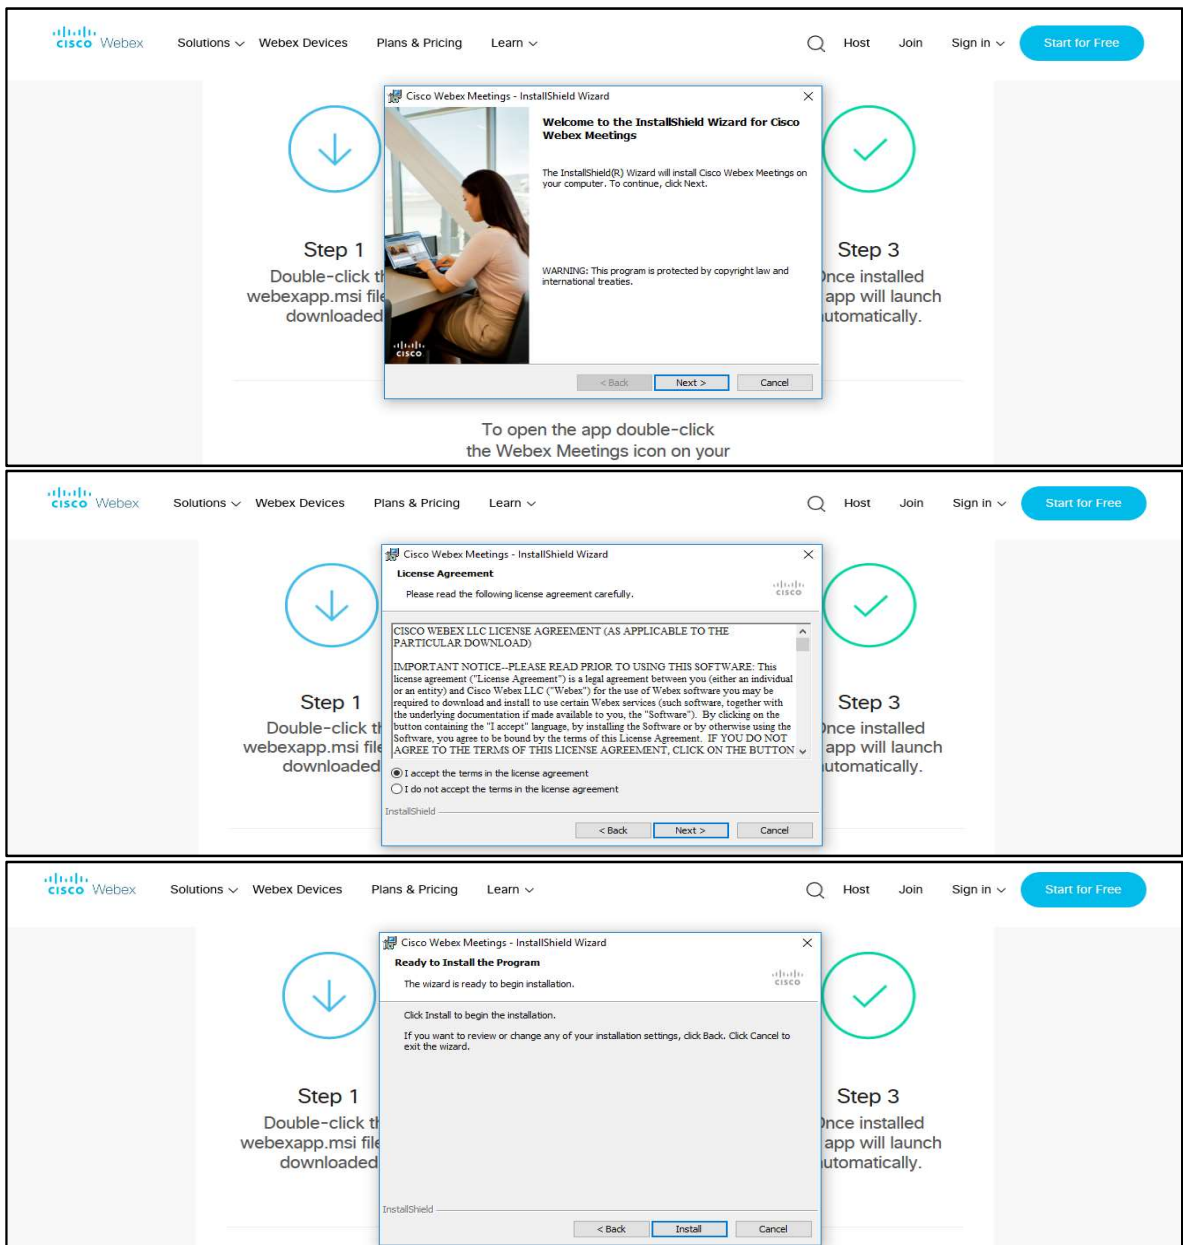 cisco Webex Solutions Webex Devices Plans & Pricing Learn Host Join Sign in Start for Free
Cisco Webex Meetings - InstallShield Wizard
Welcome to the InstallShield Wizard for Cisco
Webex Meetings
The InstallShield(R) Wizard will install Cisco Webex Meetings on
your computer. To continue, click Next.
WARNING: This program is protected by copyright law and
international treaties.
cisco
< Back Next > Cancel
Step 1
Double-click
webexapp.msi file
downloaded
Step 3
installed
app will launch
automatically.
To open the app double-click
the Webex Meetings icon on your
cisco Webex Solutions Webex Devices Plans & Pricing Learn Host Join Sign in Start for Free
Cisco Webex Meetings - InstallShield Wizard
License Agreement
Please read the following license agreement carefully.
cisco
CISCO WEBEX LLC LICENSE AGREEMENT (AS APPLICABLE TO THE
PARTICULAR DOWNLOAD)
IMPORTANT NOTICE--PLEASE READ PRIOR TO USING THIS SOFTWARE: This
license agreement ("License Agreement") is a legal agreement between you (either an individual
or an entity) and Cisco Webex LLC ("Webex") for the use of Webex software you may be
required to download and install to use certain Webex services (such software, together with
the underlying documentation if made available to you, the "Software"). By clicking on the
button containing the "I accept" language, by installing the Software or by otherwise using the
Software, you agree to be bound by the terms of this License Agreement. IF YOU DO NOT
AGREE TO THE TERMS OF THIS LICENSE AGREEMENT, CLICK ON THE BUTTON
I accept the terms in the license agreement
I do not accept the terms in the license agreement
InstallShield
< Back Next > Cancel
Step 1
Double-click
webexapp.msi file
downloaded
Step 3
installed
app will launch
automatically.
cisco Webex Solutions Webex Devices Plans & Pricing Learn Host Join Sign in Start for Free
Cisco Webex Meetings - InstallShield Wizard
Ready to Install the Program
The wizard is ready to begin installation.
cisco
Click Install to begin the installation.
If you want to review or change any of your installation settings, click Back. Click Cancel to
exit the wizard.
InstallShield
< Back Install Cancel
Step 1
Double-click
webexapp.msi file
downloaded
Step 3
installed
app will launch
automatically.